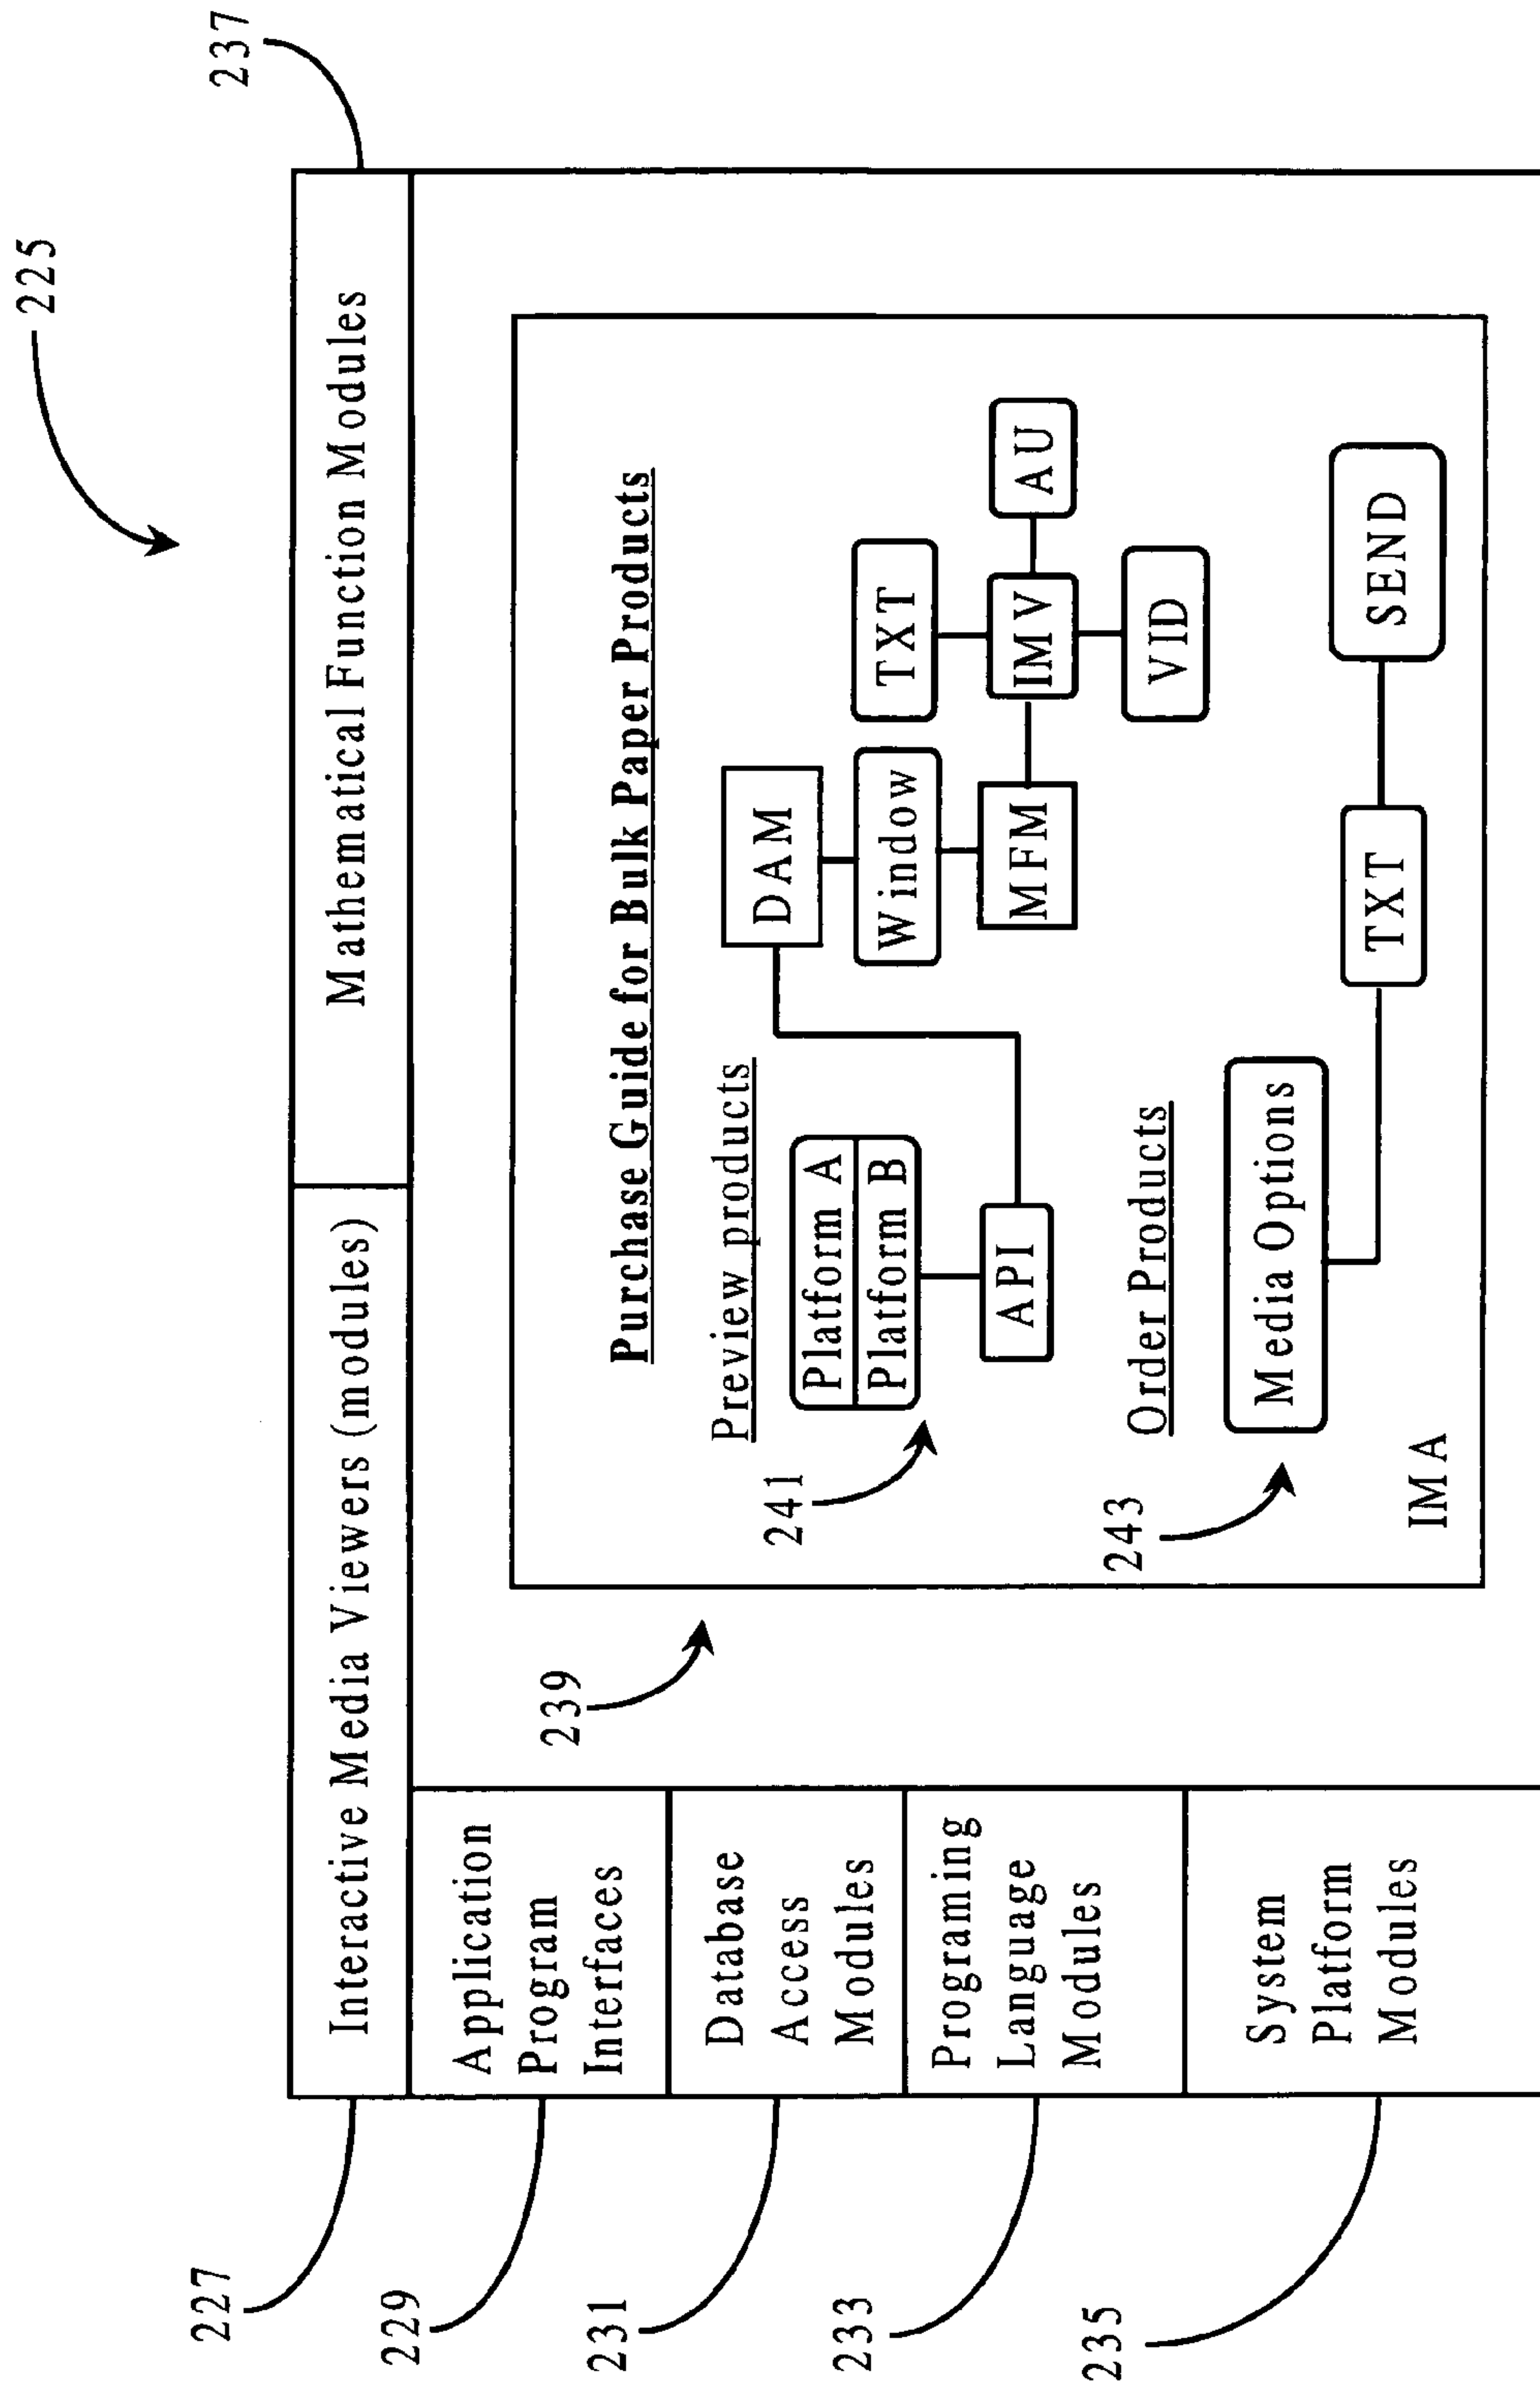 225
237
227
Interactive Media Viewers (modules)
Mathematical Function Modules
229
Application
Program
Interfaces
231
Database
Access
Modules
233
Programing
Language
Modules
235
System
Platform
Modules
239
Purchase Guide for Bulk Paper Products
Preview products
241
Platform A
Platform B
API
DAM
Window
MFM
TXT
IMV
AU
VID
Order Products
243
Media Options
TXT
SEND
IMA